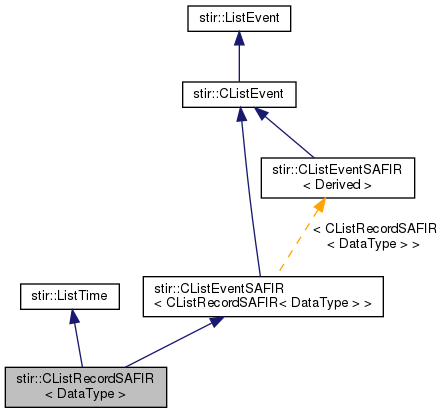 stir::ListEvent
stir::CListEvent
stir::CListEventSAFIR
< Derived >
< CListRecordSAFIR
< DataType > >
stir::CListEventSAFIR
< CListRecordSAFIR< DataType > >
stir::ListTime
stir::CListRecordSAFIR
< DataType >